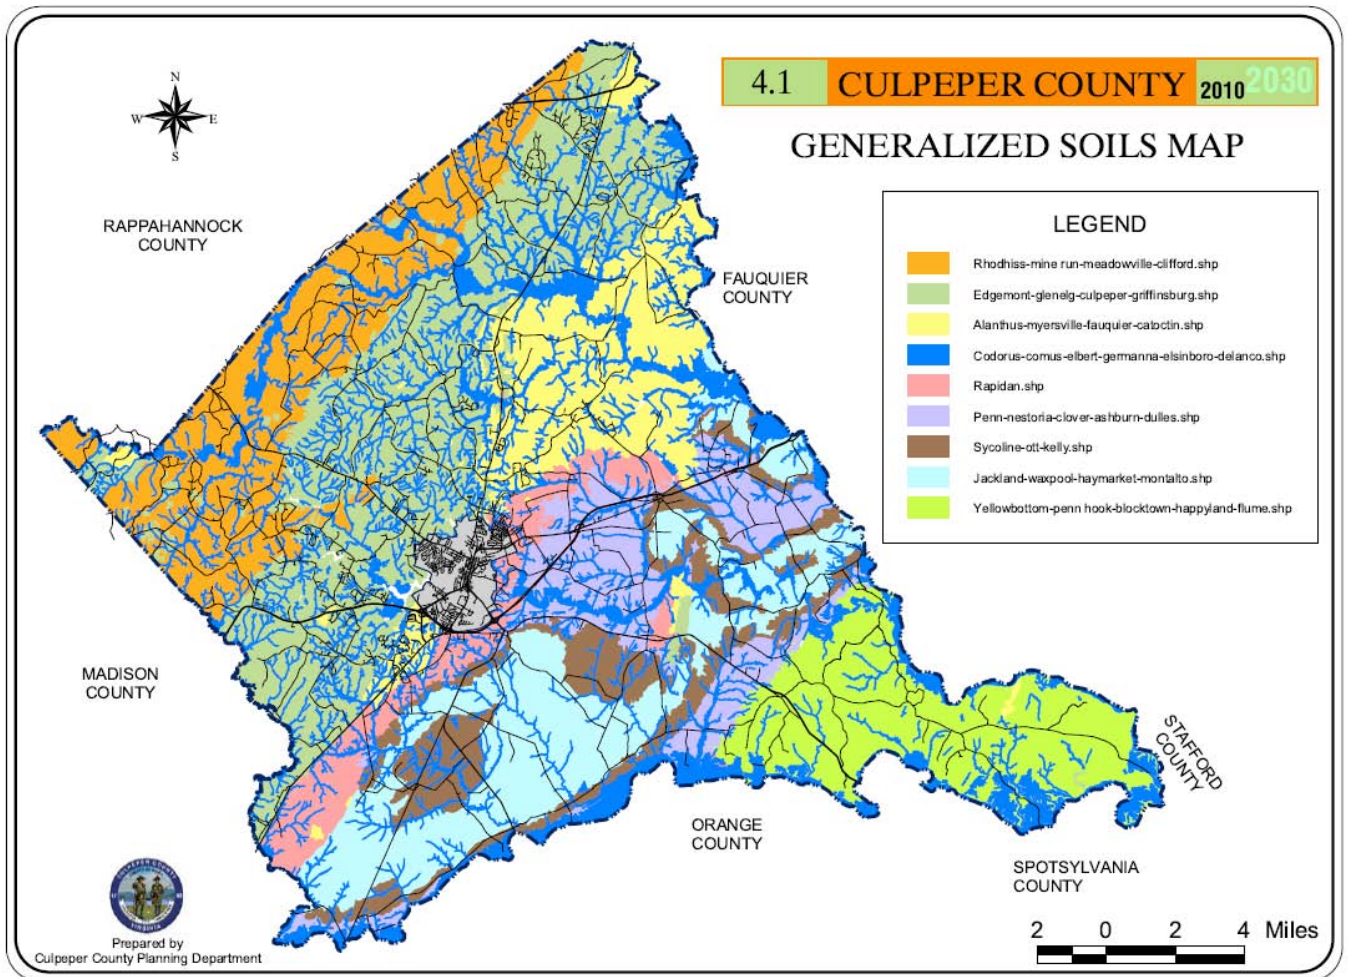 4.1 CULPEPER COUNTY 2010 2030
GENERALIZED SOILS MAP
N
W E
S
RAPPAHANNOCK
COUNTY
FAUQUIER
COUNTY
LEGEND
Rhodhiss-mine run-meadowville-clifford.shp
Edgemont-glenelg-culpeper-griffinsburg.shp
Alanthus-myersville-fauquier-catoctin.shp
Codorus-comus-elbert-germanna-elsinboro-delanco.shp
Rapidan.shp
Penn-nestoria-clover-ashburn-dulles.shp
Sycoline-ott-kelly.shp
Jackland-waxpool-haymarket-montalto.shp
Yellowbottom-penn hook-blocktown-happyland-flume.shp
MADISON
COUNTY
STAFFORD
COUNTY
ORANGE
COUNTY
SPOTSYLVANIA
COUNTY
CULPEPER COUNTY
VIRGINIA
Prepared by
Culpeper County Planning Department
2 0 2 4 Miles